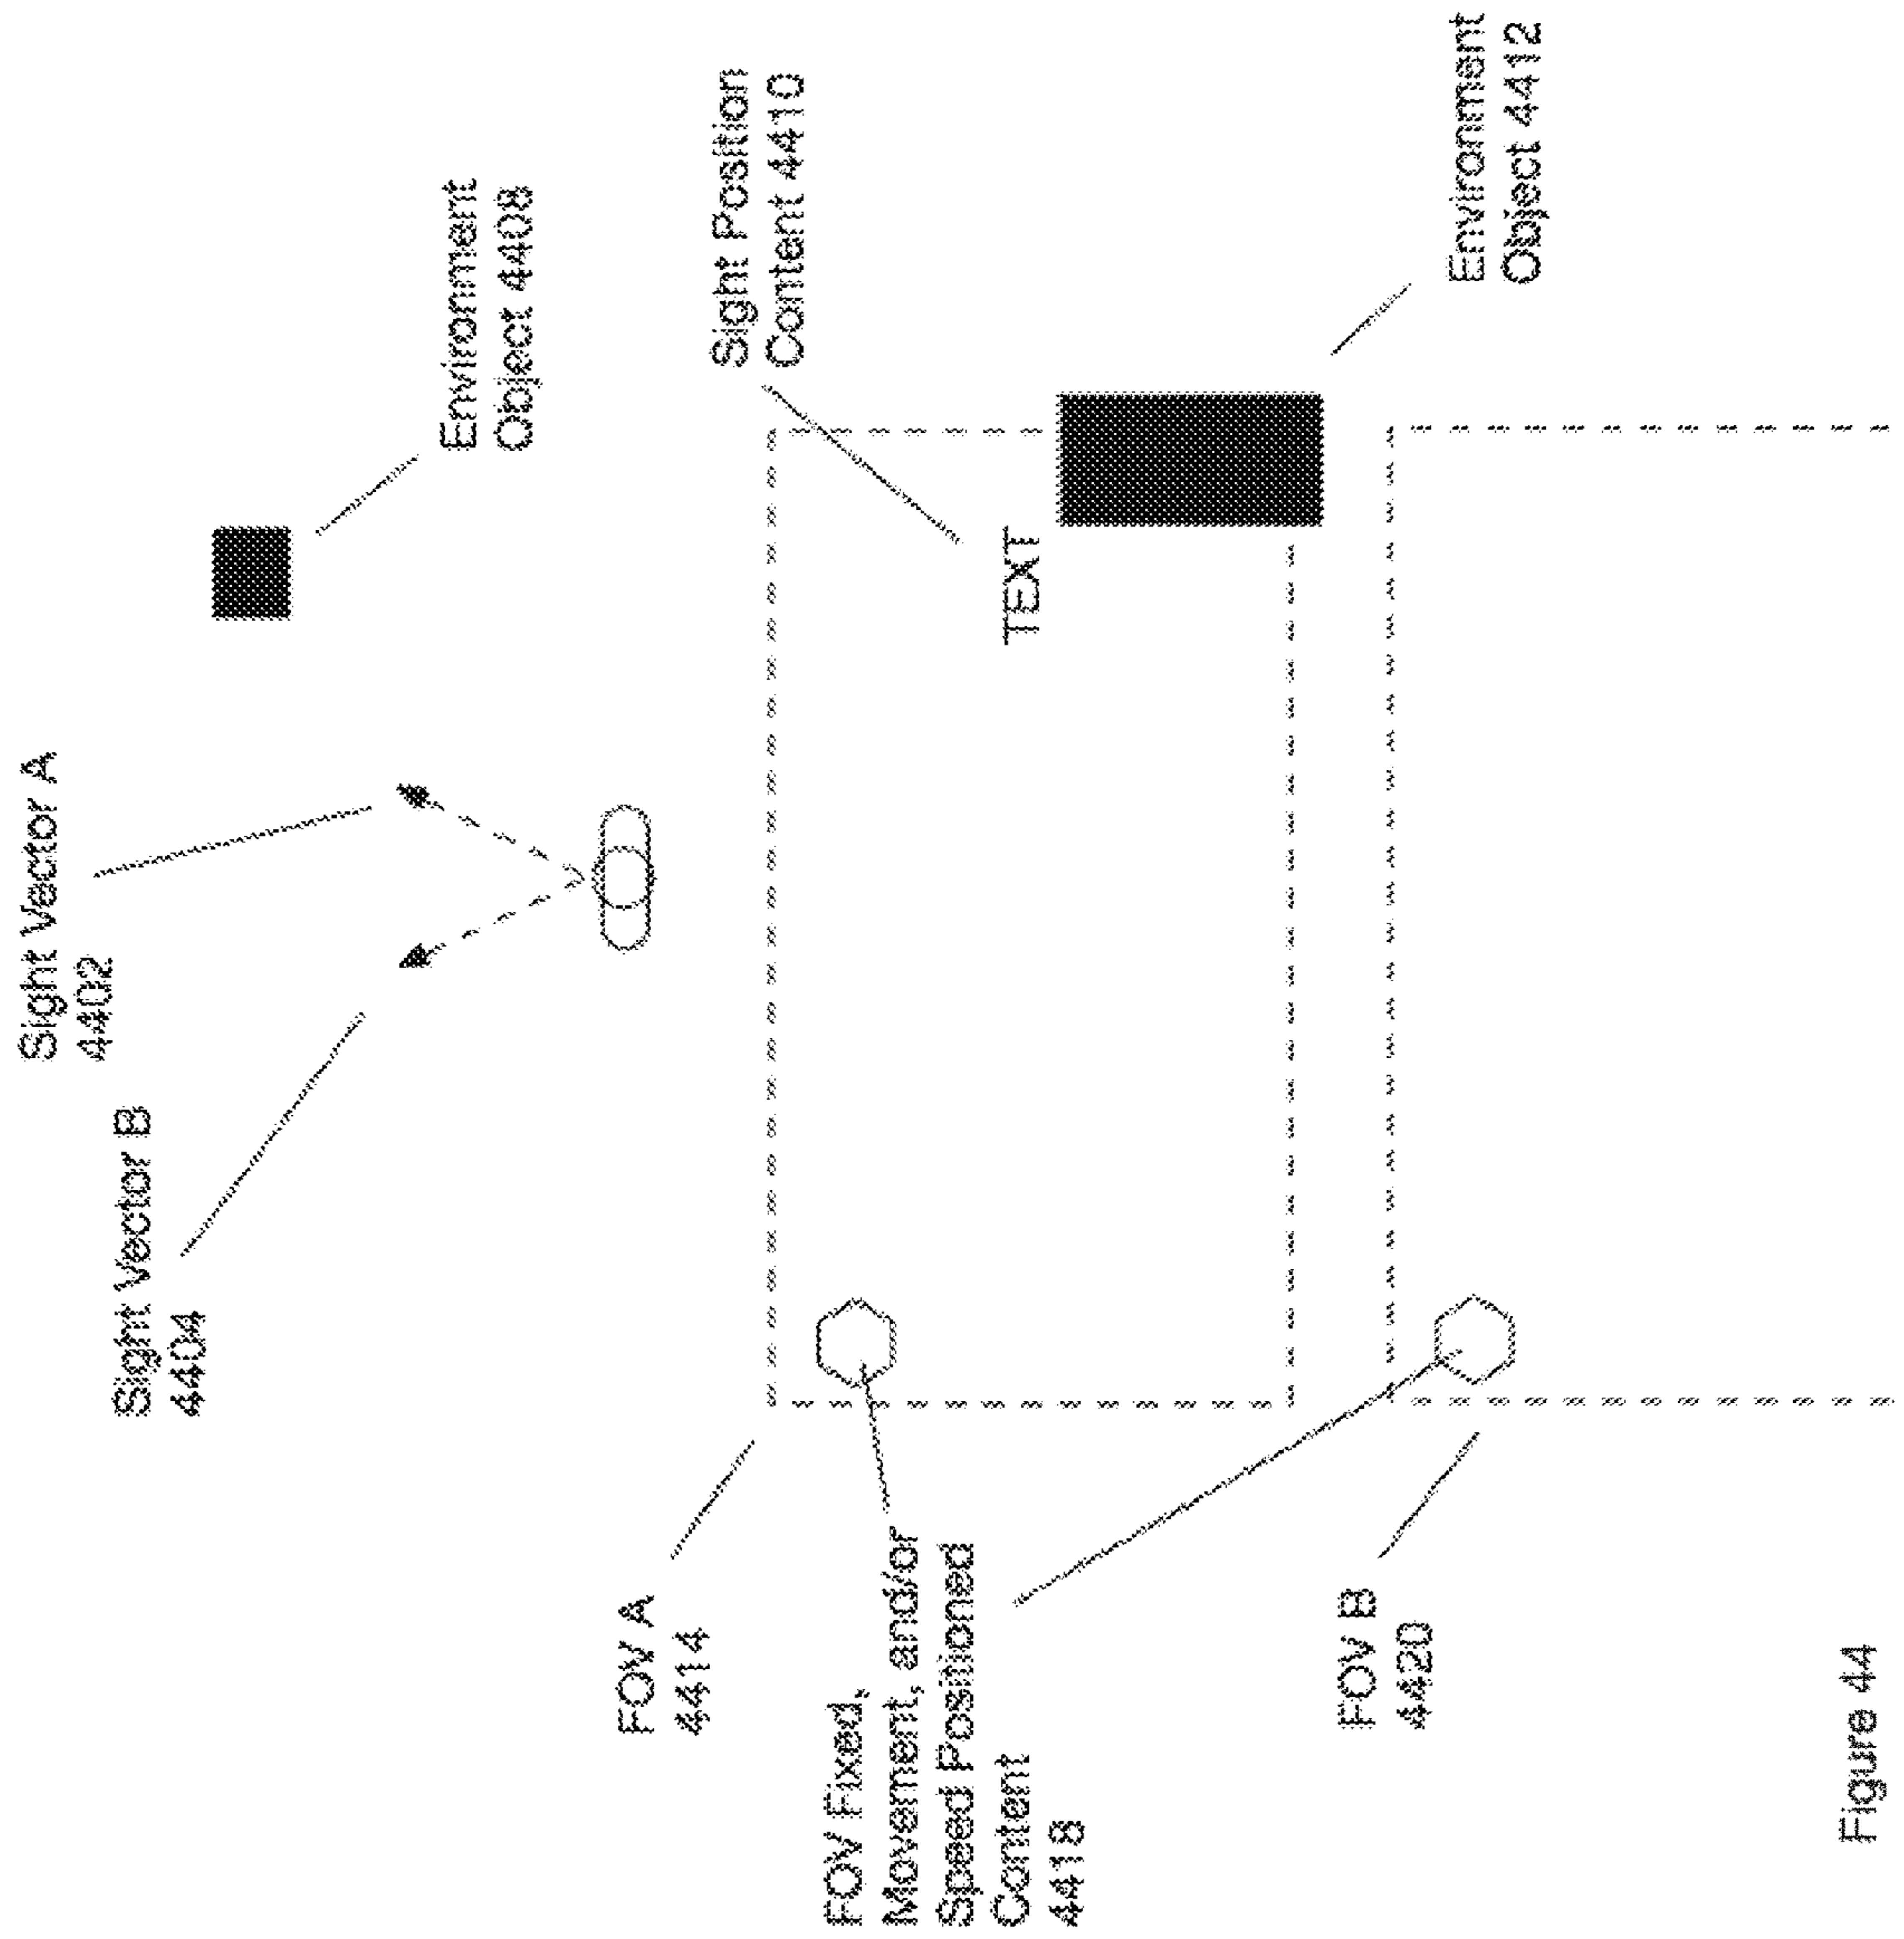 Sight Vector A
4402
Sight Vector B
4404
Environment
Object 4408
FOV A
4414
Sight Position
Content 4410
TEXT
FOV Fixed,
Movement, and/or
Speed Positioned
Content
4418
Environment
Object 4412
FOV B
4420
Figure 44